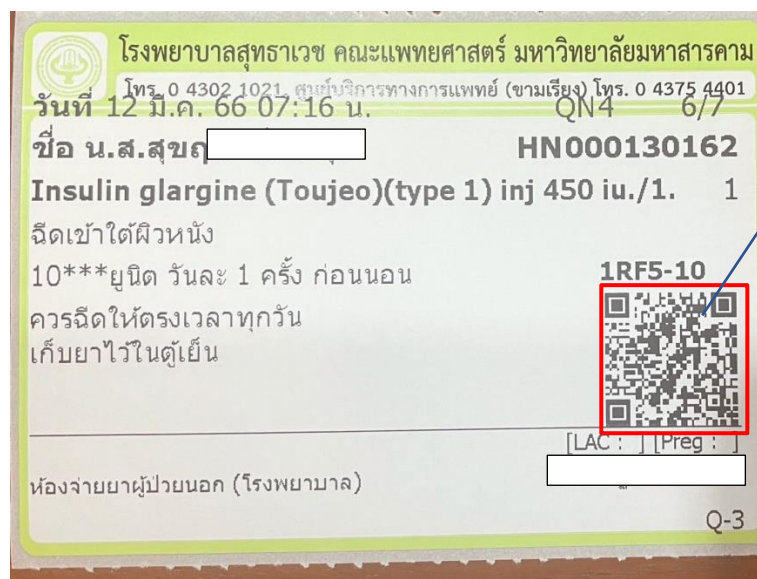 โรงพยาบาลสุทธาเวช คณะแพทยศาสตร์ มหาวิทยาลัยมหาสารคาม
โทร. 0 4302 1021, ศูนย์บริการทางการแพทย์ (ขามเรียง) โทร. 0 4375 4401
วันที่ 12 มี.ค. 66 07:16 น. QN4 6/7
ชื่อ น.ส.สุขฤ HN000130162
Insulin glargine (Toujeo)(type 1) inj 450 iu./1. 1
ฉีดเข้าใต้ผิวหนัง
10***ยูนิต วันละ 1 ครั้ง ก่อนนอน 1RF5-10
ควรฉีดให้ตรงเวลาทุกวัน
เก็บยาไว้ในตู้เย็น
[LAC : ] [Preg : ]
ห้องจ่ายยาผู้ป่วยนอก (โรงพยาบาล)
Q-3